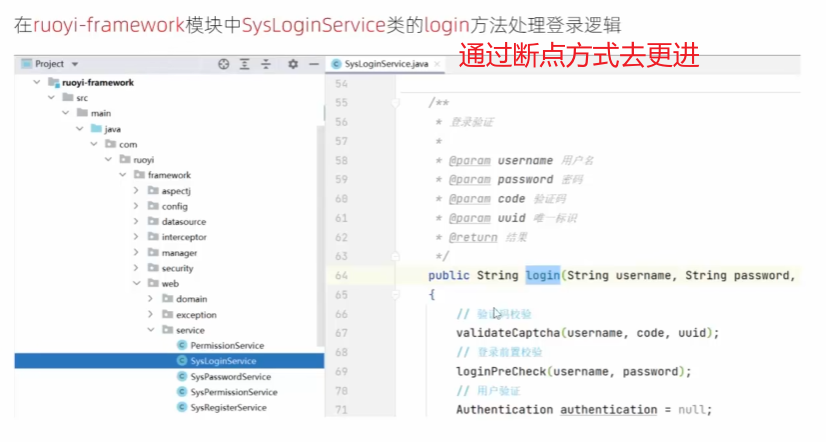 在ruoyi-framework模块中SysLoginService类的login方法处理登录逻辑
通过断点方式去更进
Project
ruoyi-framework
src
main
java
com
ruoyi
framework
aspectj
config
datasource
interceptor
manager
security
web
domain
exception
service
PermissionService
SysLoginService
SysPasswordService
SysPermissionService
SysRegisterService
SysLoginService.java
54
55 /**
56 * 登录验证
57 *
58 * @param username 用户名
59 * @param password 密码
60 * @param code 验证码
61 * @param uuid 唯一标识
62 * @return 结果
63 */
64 public String login(String username, String password,
65 {
66 // 验证码校验
67 validateCaptcha(username, code, uuid);
68 // 登录前置校验
69 loginPreCheck(username, password);
70 // 用户验证
71 Authentication authentication = null;